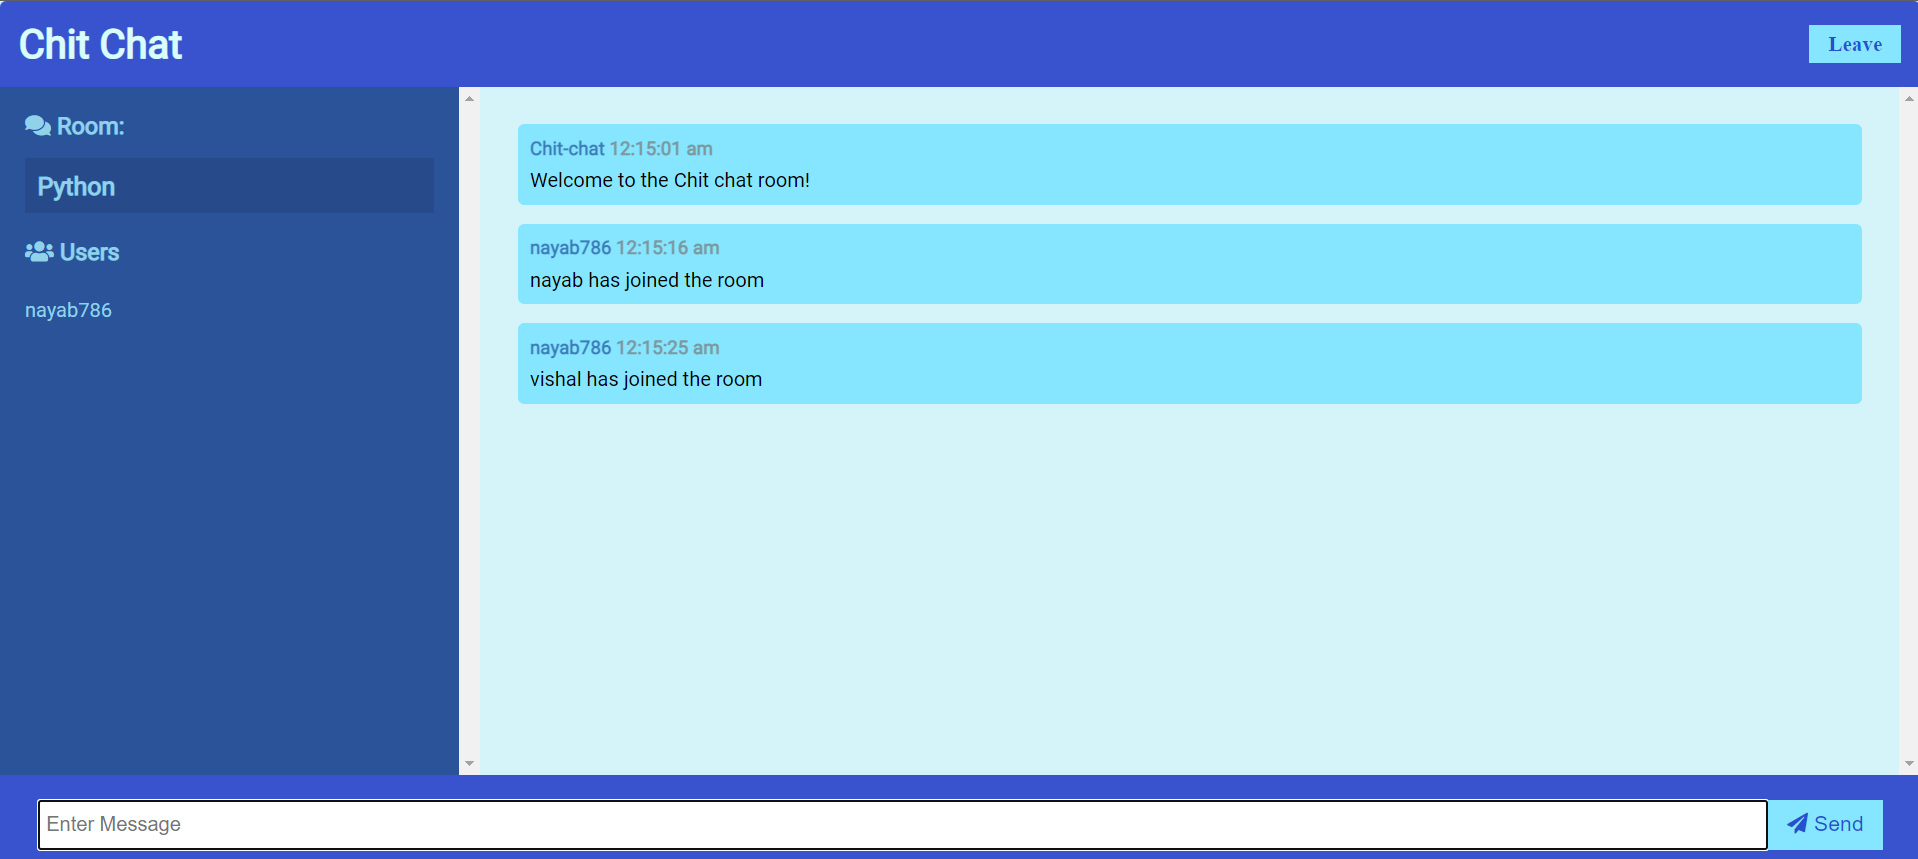 Chit Chat
Leave
Room:
Python
Users
nayab786
Chit-chat 12:15:01 am
Welcome to the Chit chat room!
nayab786 12:15:16 am
nayab has joined the room
nayab786 12:15:25 am
vishal has joined the room
Enter Message
Send